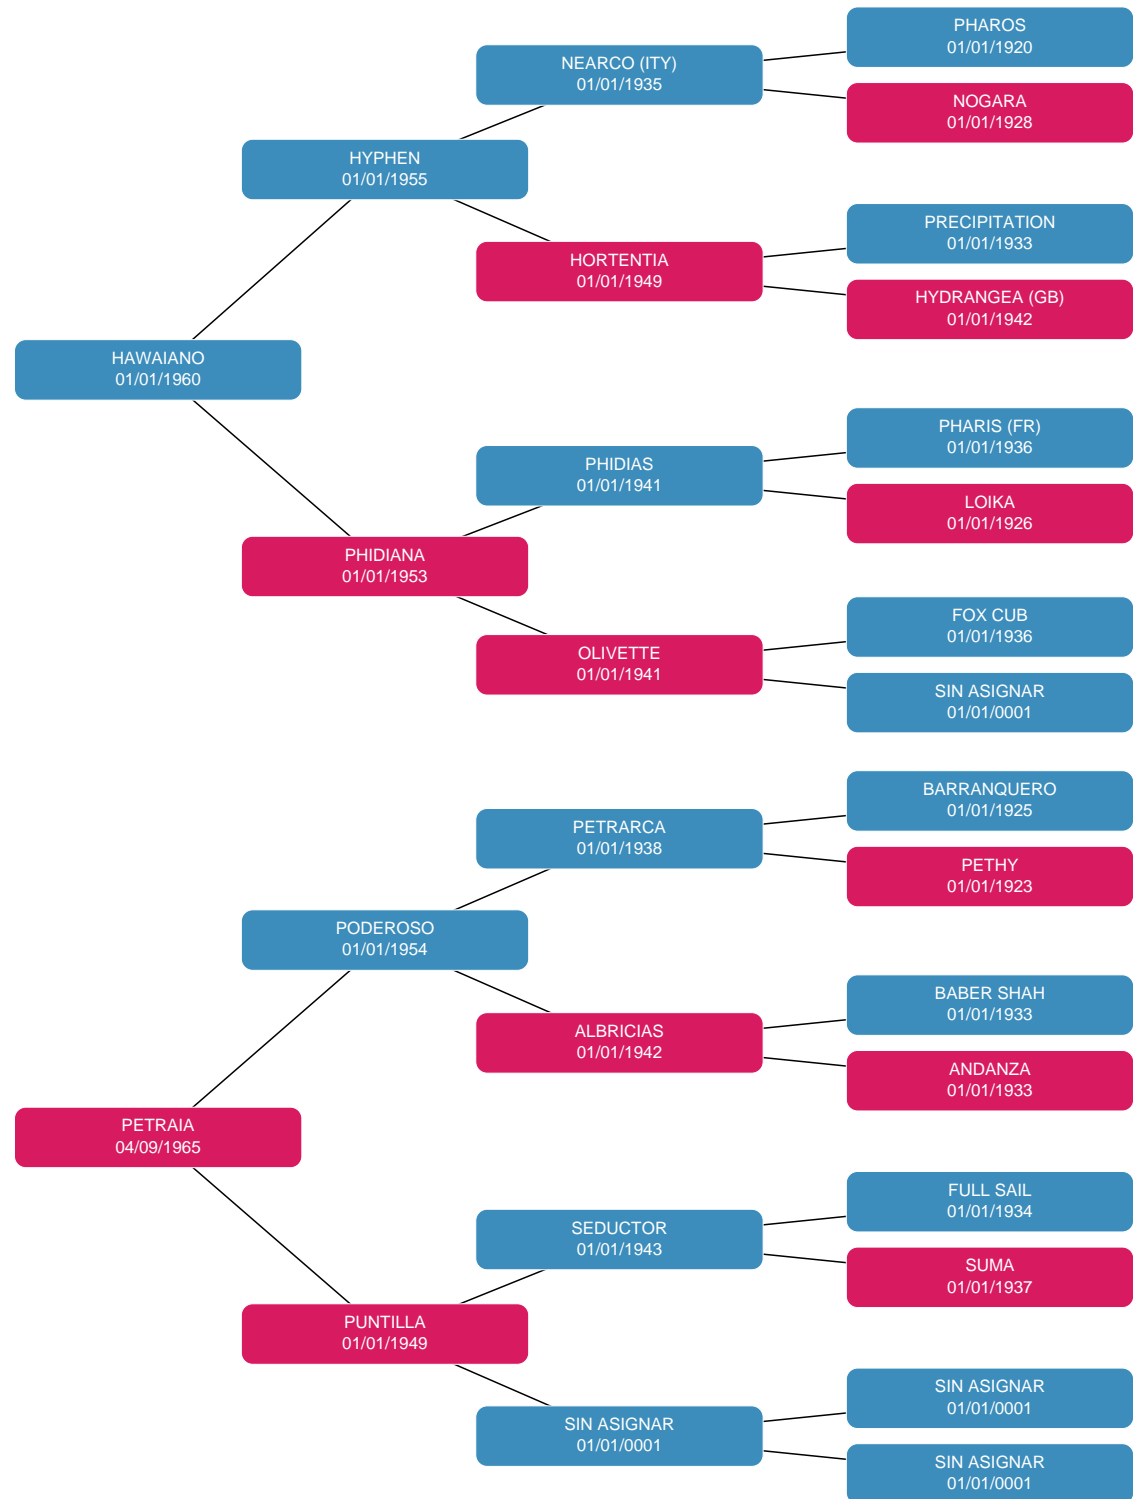 PHAROS
01/01/1920
NEARCO (ITY)
01/01/1935
NOGARA
01/01/1928
HYPHEN
01/01/1955
PRECIPITATION
01/01/1933
HORTENTIA
01/01/1949
HYDRANGEA (GB)
01/01/1942
HAWAIANO
01/01/1960
PHARIS (FR)
01/01/1936
PHIDIAS
01/01/1941
LOIKA
01/01/1926
PHIDIANA
01/01/1953
FOX CUB
01/01/1936
OLIVETTE
01/01/1941
SIN ASIGNAR
01/01/0001
BARRANQUERO
01/01/1925
PETRARCA
01/01/1938
PETHY
01/01/1923
PODEROSO
01/01/1954
BABER SHAH
01/01/1933
ALBRICIAS
01/01/1942
ANDANZA
01/01/1933
PETRAIA
04/09/1965
FULL SAIL
01/01/1934
SEDUCTOR
01/01/1943
SUMA
01/01/1937
PUNTILLA
01/01/1949
SIN ASIGNAR
01/01/0001
SIN ASIGNAR
01/01/0001
SIN ASIGNAR
01/01/0001